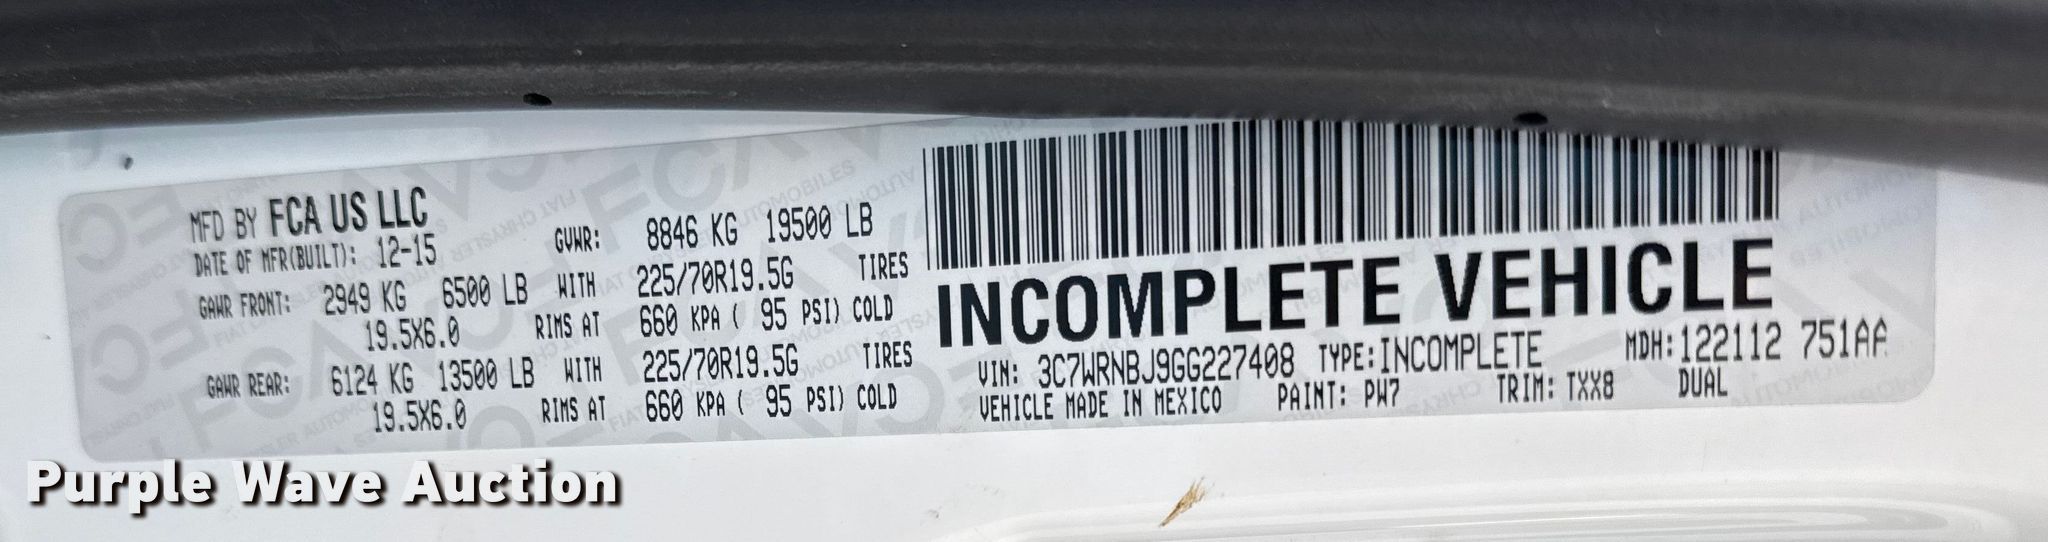 MFD BY FCA US LLC
DATE OF MFR(BUILT): 12-15 GVWR: 8846 KG 19500 LB
GAWR FRONT: 2949 KG 6500 LB WITH 225/70R19.5G TIRES
19.5X6.0 RIMS AT 660 KPA ( 95 PSI) COLD
GAWR REAR: 6124 KG 13500 LB WITH 225/70R19.5G TIRES
19.5X6.0 RIMS AT 660 KPA ( 95 PSI) COLD
INCOMPLETE VEHICLE
VIN: 3C7WRNBJ9GG227408 TYPE: INCOMPLETE MDH: 122112 751AA
VEHICLE MADE IN MEXICO PAINT: PW7 TRIM: TXX8 DUAL
Purple Wave Auction